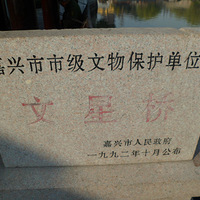 嘉兴市市级文物保护单位
文星桥
嘉兴市人民政府
一九九二年十月公布